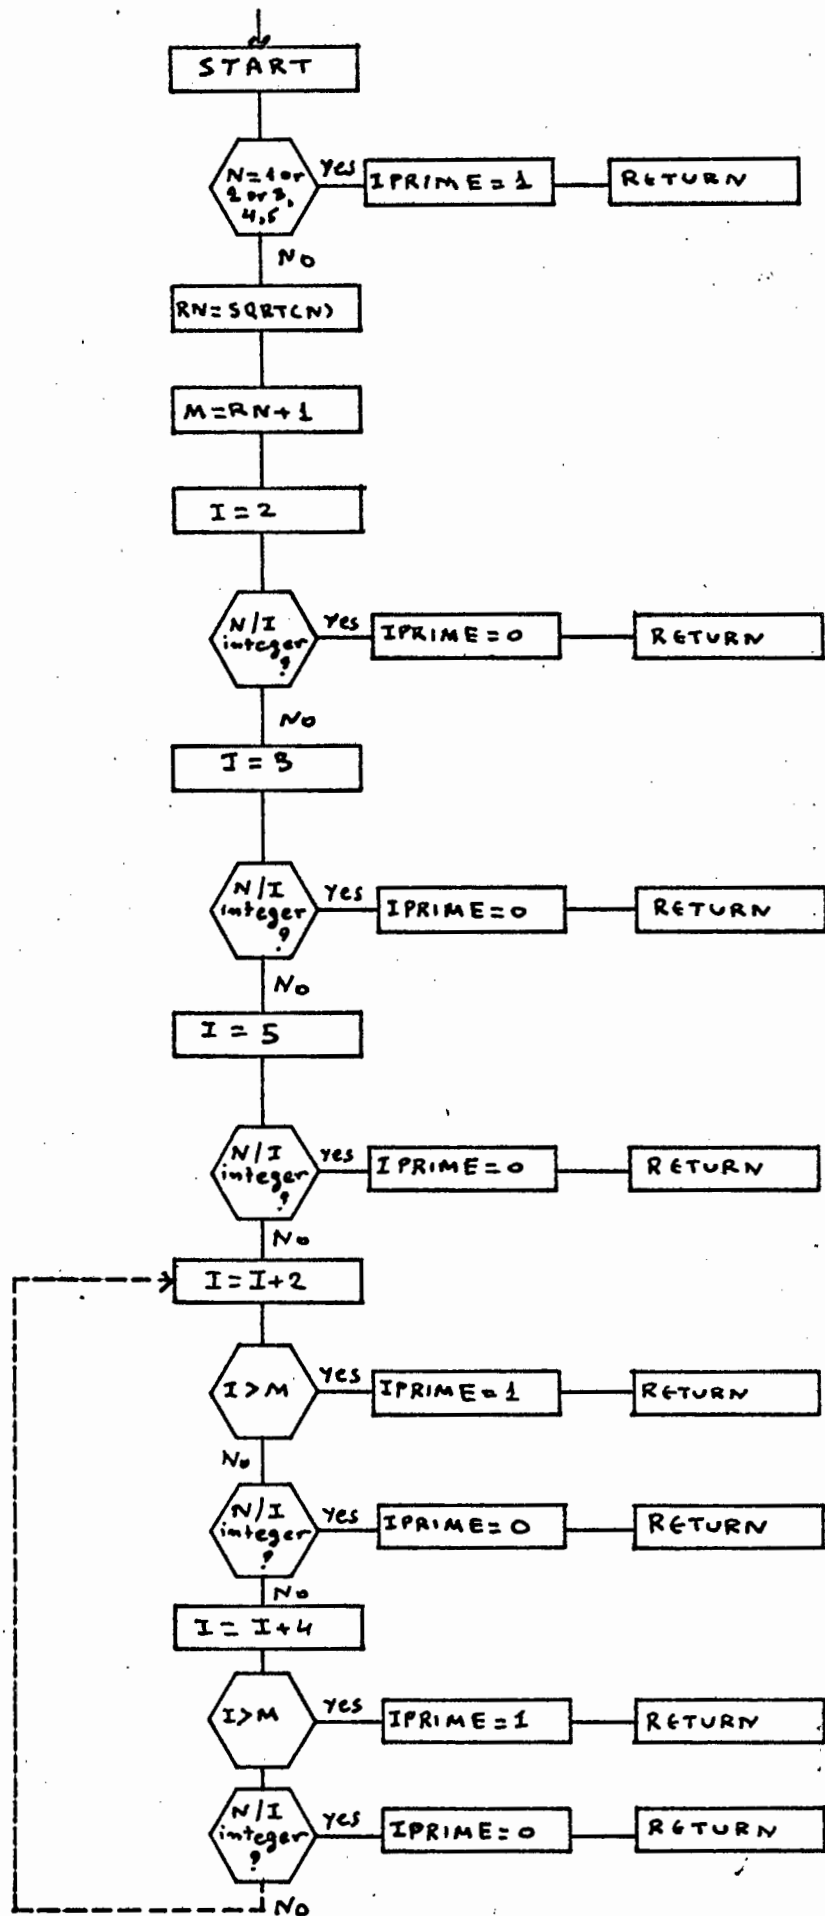 START
N=1 or
2 or 3,
4,5
Yes
IPRIME = 1
RETURN
No
RN=SQRT(N)
M=RN+1
I=2
N/I
integer
?
Yes
IPRIME=0
RETURN
No
I = 3
N/I
integer
?
Yes
IPRIME=0
RETURN
No
I = 5
N/I
integer
?
yes
IPRIME=0
RETURN
No
I=I+2
I>M
yes
IPRIME=1
RETURN
No
N/I
integer
?
yes
IPRIME=0
RETURN
No
I= I+4
I>M
yes
IPRIME=1
RETURN
N/I
integer
?
yes
IPRIME=0
RETURN
No